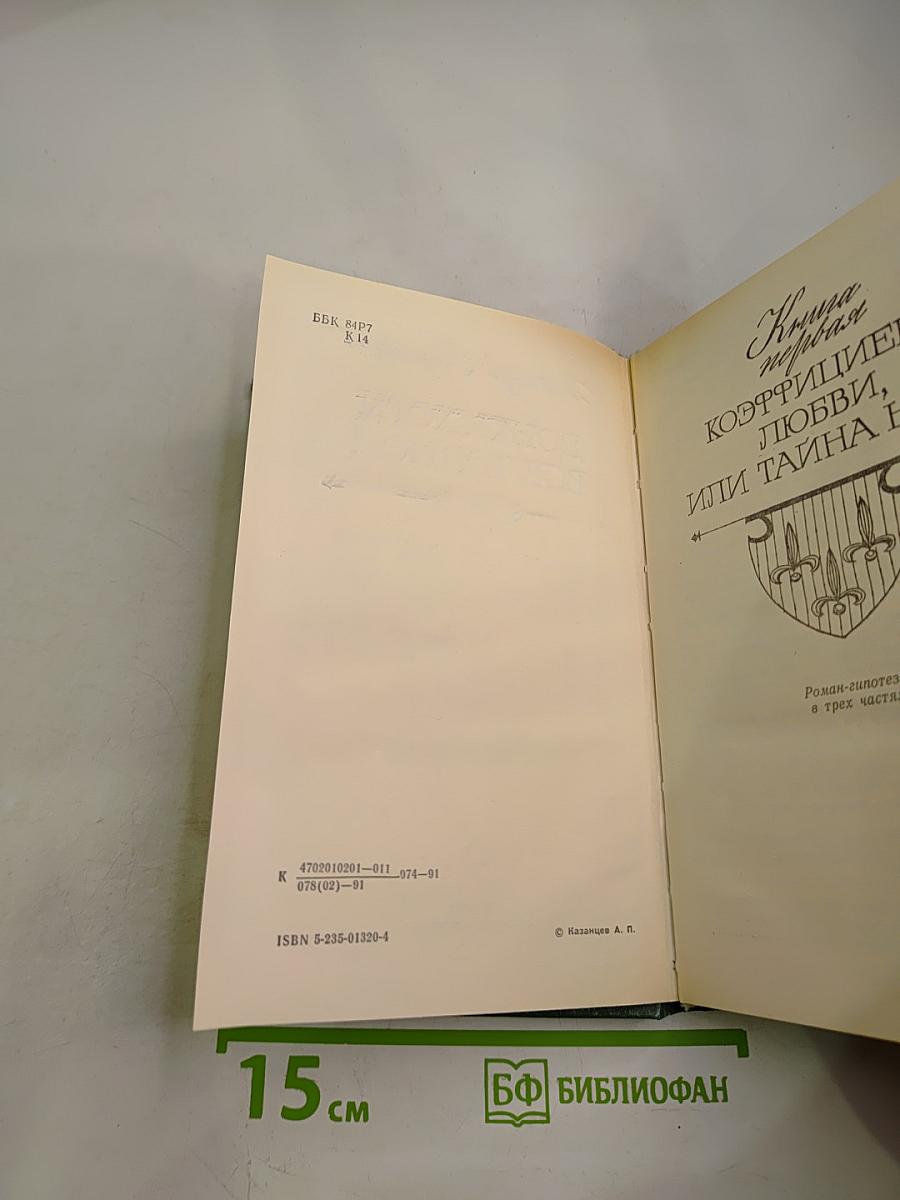 ББК 84Р7
К 14
К 4702010201—011
078(02)—91
974—91
ISBN 5-235-01320-4
© Казанцев А. П.
Книга
первая
КОЭФФИЦИЕН
ЛЮБВИ,
ИЛИ ТАЙНА Н
Роман-гипотез
в трех частя
15 см
БФ БИБЛИОФАН